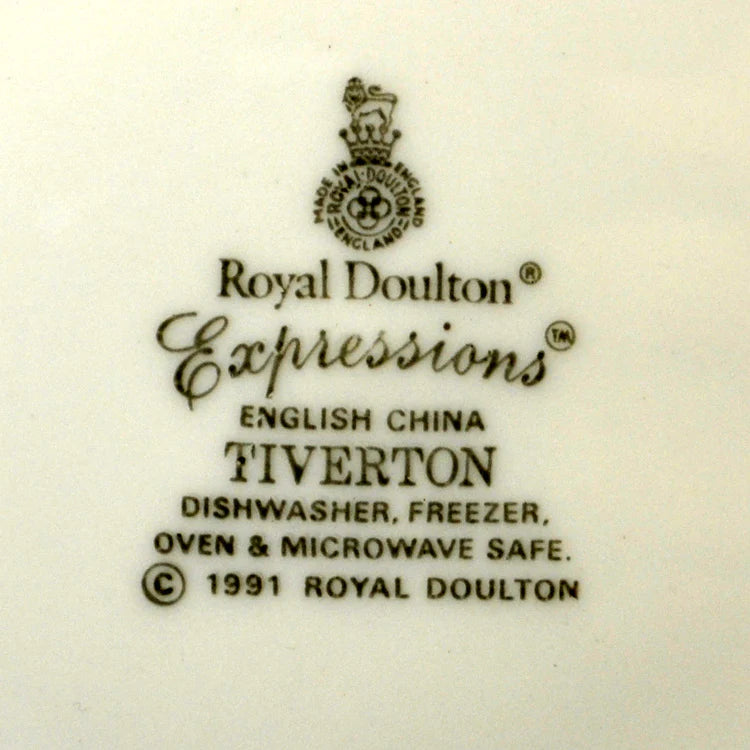 MADE IN ENGLAND
ROYAL·DOULTON
ENGLAND
Royal Doulton®
Expressions™
ENGLISH CHINA
TIVERTON
DISHWASHER, FREEZER,
OVEN & MICROWAVE SAFE.
© 1991 ROYAL DOULTON